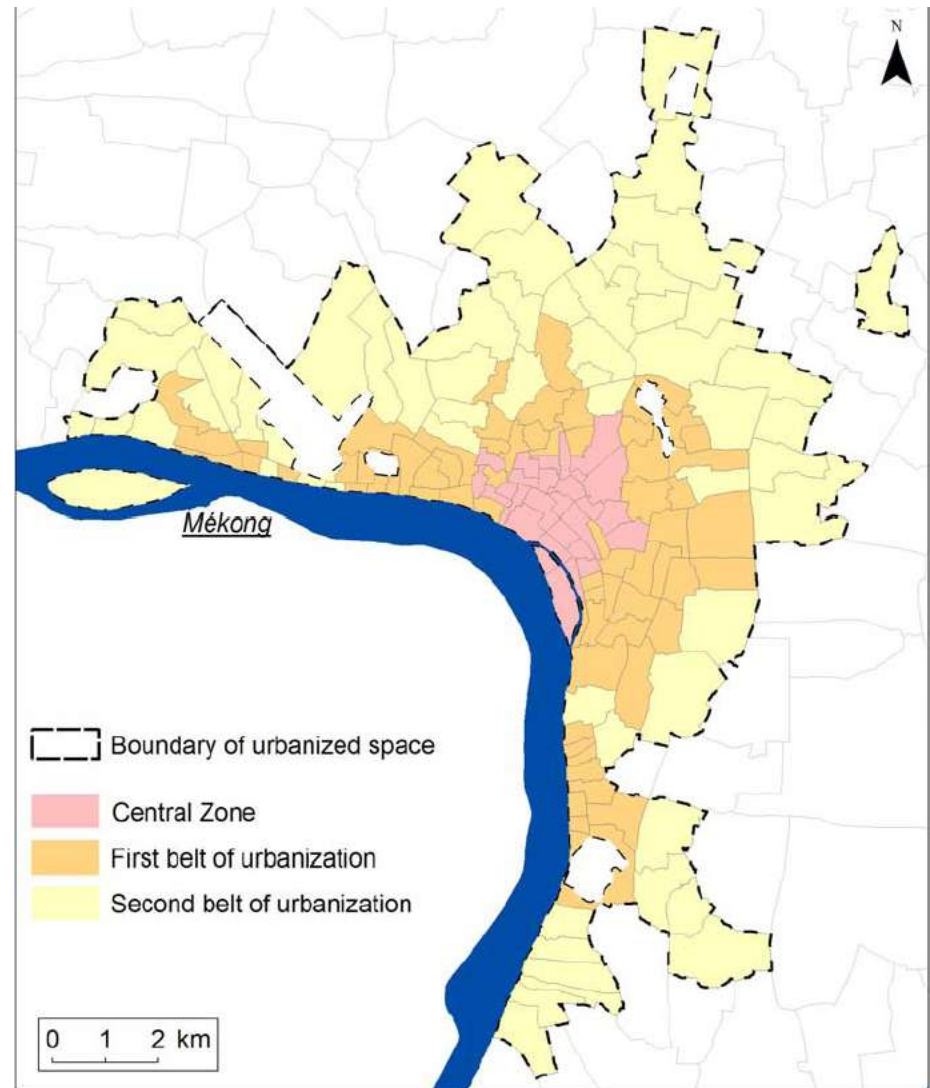 N
Mékong
Boundary of urbanized space
Central Zone
First belt of urbanization
Second belt of urbanization
0 1 2 km